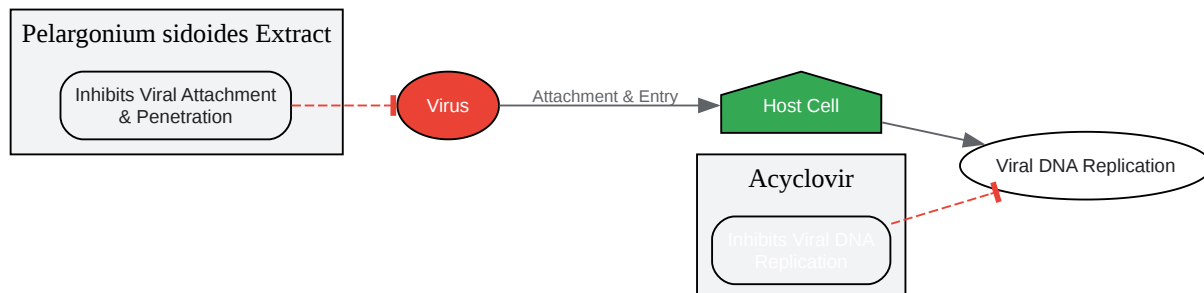 Pelargonium sidoides Extract
Inhibits Viral Attachment
& Penetration
Virus
Attachment & Entry
Host Cell
Viral DNA Replication
Acyclovir
Inhibits Viral DNA
Replication